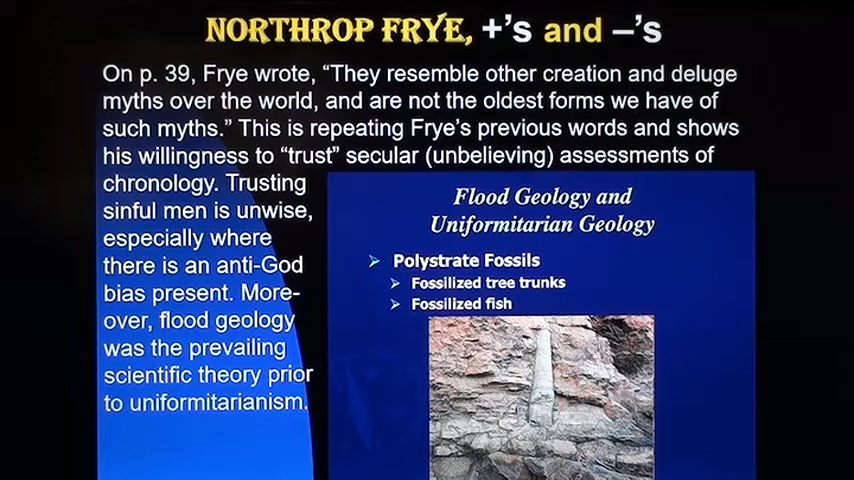 NORTHROP FRYE, +'s and –'s
On p. 39, Frye wrote, “They resemble other creation and deluge
myths over the world, and are not the oldest forms we have of
such myths.” This is repeating Frye's previous words and shows
his willingness to “trust” secular (unbelieving) assessments of
chronology. Trusting
sinful men is unwise,
especially where
there is an anti-God
bias present. More-
over, flood geology
was the prevailing
scientific theory prior
to uniformitarianism.
Flood Geology and
Uniformitarian Geology
Polystrate Fossils
Fossilized tree trunks
Fossilized fish